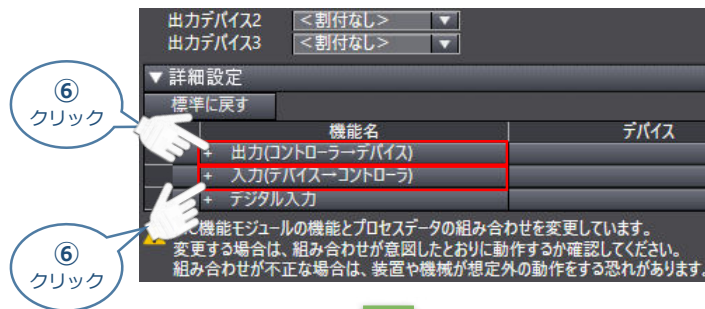 出力デバイス2 <割付なし> ▼
出力デバイス3 <割付なし> ▼
▼ 詳細設定
標準に戻す
機能名 デバイス
+ 出力(コントローラ→デバイス)
+ 入力(デバイス→コントローラ)
+ デジタル入力
⑥
クリック
⑥
クリック
機能モジュールの機能とプロセスデータの組み合わせを変更しています。
変更する場合は、組み合わせが意図したとおりに動作するか確認してください。
組み合わせが不正な場合は、装置や機械が想定外の動作をする恐れがあります。